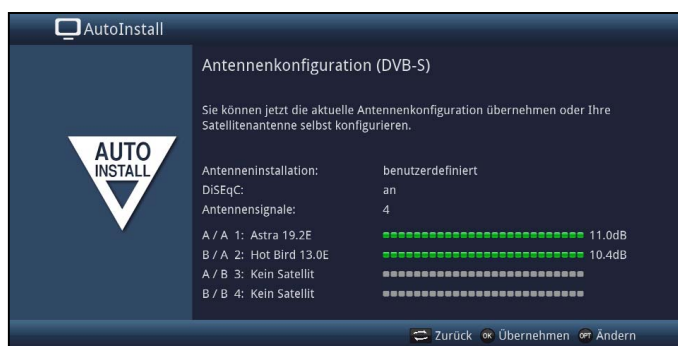 AutoInstall
Antennenkonfiguration (DVB-S)
Sie können jetzt die aktuelle Antennenkonfiguration übernehmen oder Ihre
Satellitenantenne selbst konfigurieren.
AUTO
INSTALL
Antenneninstallation: benutzerdefiniert
DiSEqC: an
Antennensignale: 4
A / A 1: Astra 19.2E 11.0dB
B / A 2: Hot Bird 13.0E 10.4dB
A / B 3: Kein Satellit
B / B 4: Kein Satellit
Zurück OK Übernehmen OPT Ändern